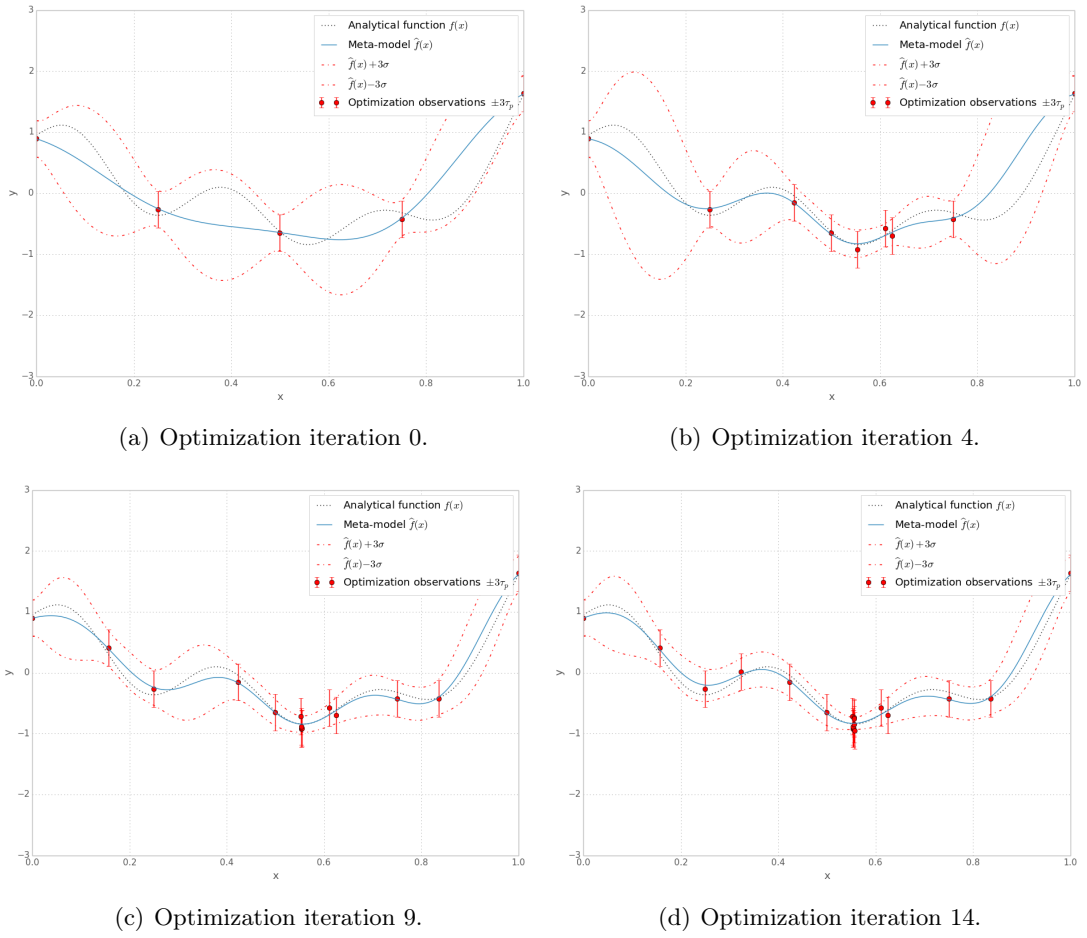 3
2
1
0
−1
−2
−3
y
0.0 0.2 0.4 0.6 0.8 1.0
x
Analytical function f(x)
Meta-model f̂(x)
f̂(x)+3σ
f̂(x)−3σ
Optimization observations ±3τₚ
(a) Optimization iteration 0.
3
2
1
0
−1
−2
−3
y
0.0 0.2 0.4 0.6 0.8 1.0
x
Analytical function f(x)
Meta-model f̂(x)
f̂(x)+3σ
f̂(x)−3σ
Optimization observations ±3τₚ
(b) Optimization iteration 4.
3
2
1
0
−1
−2
−3
y
0.0 0.2 0.4 0.6 0.8 1.0
x
Analytical function f(x)
Meta-model f̂(x)
f̂(x)+3σ
f̂(x)−3σ
Optimization observations ±3τₚ
(c) Optimization iteration 9.
3
2
1
0
−1
−2
−3
y
0.0 0.2 0.4 0.6 0.8 1.0
x
Analytical function f(x)
Meta-model f̂(x)
f̂(x)+3σ
f̂(x)−3σ
Optimization observations ±3τₚ
(d) Optimization iteration 14.